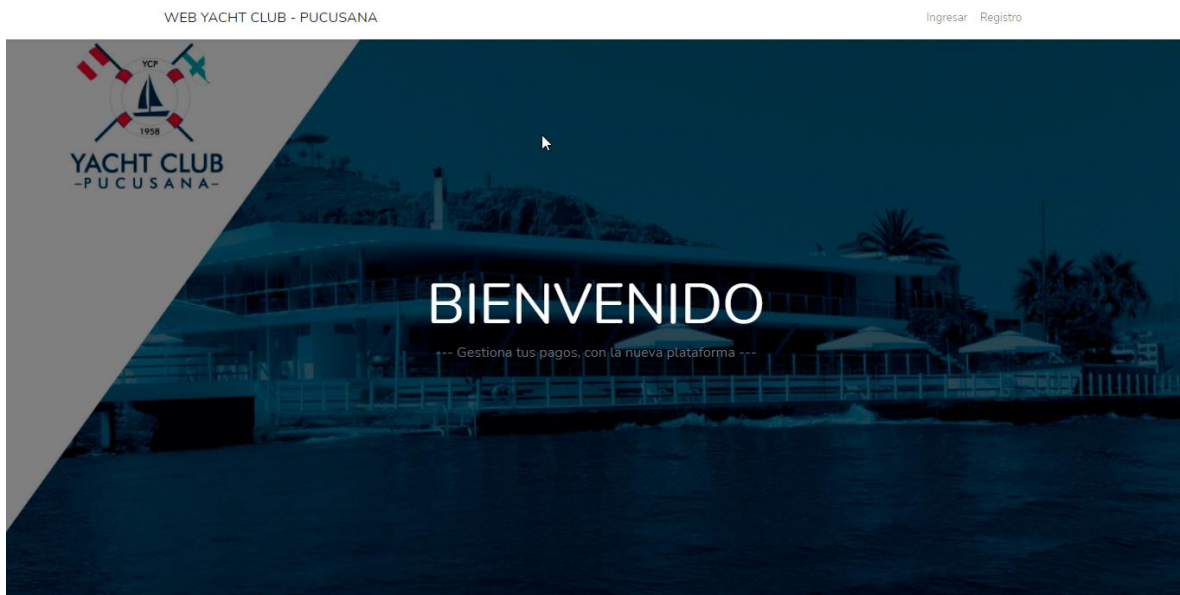 WEB YACHT CLUB - PUCUSANA
Ingresar Registro
YCP
1958
YACHT CLUB
-PUCUSANA-
BIENVENIDO
--- Gestiona tus pagos, con la nueva plataforma ---